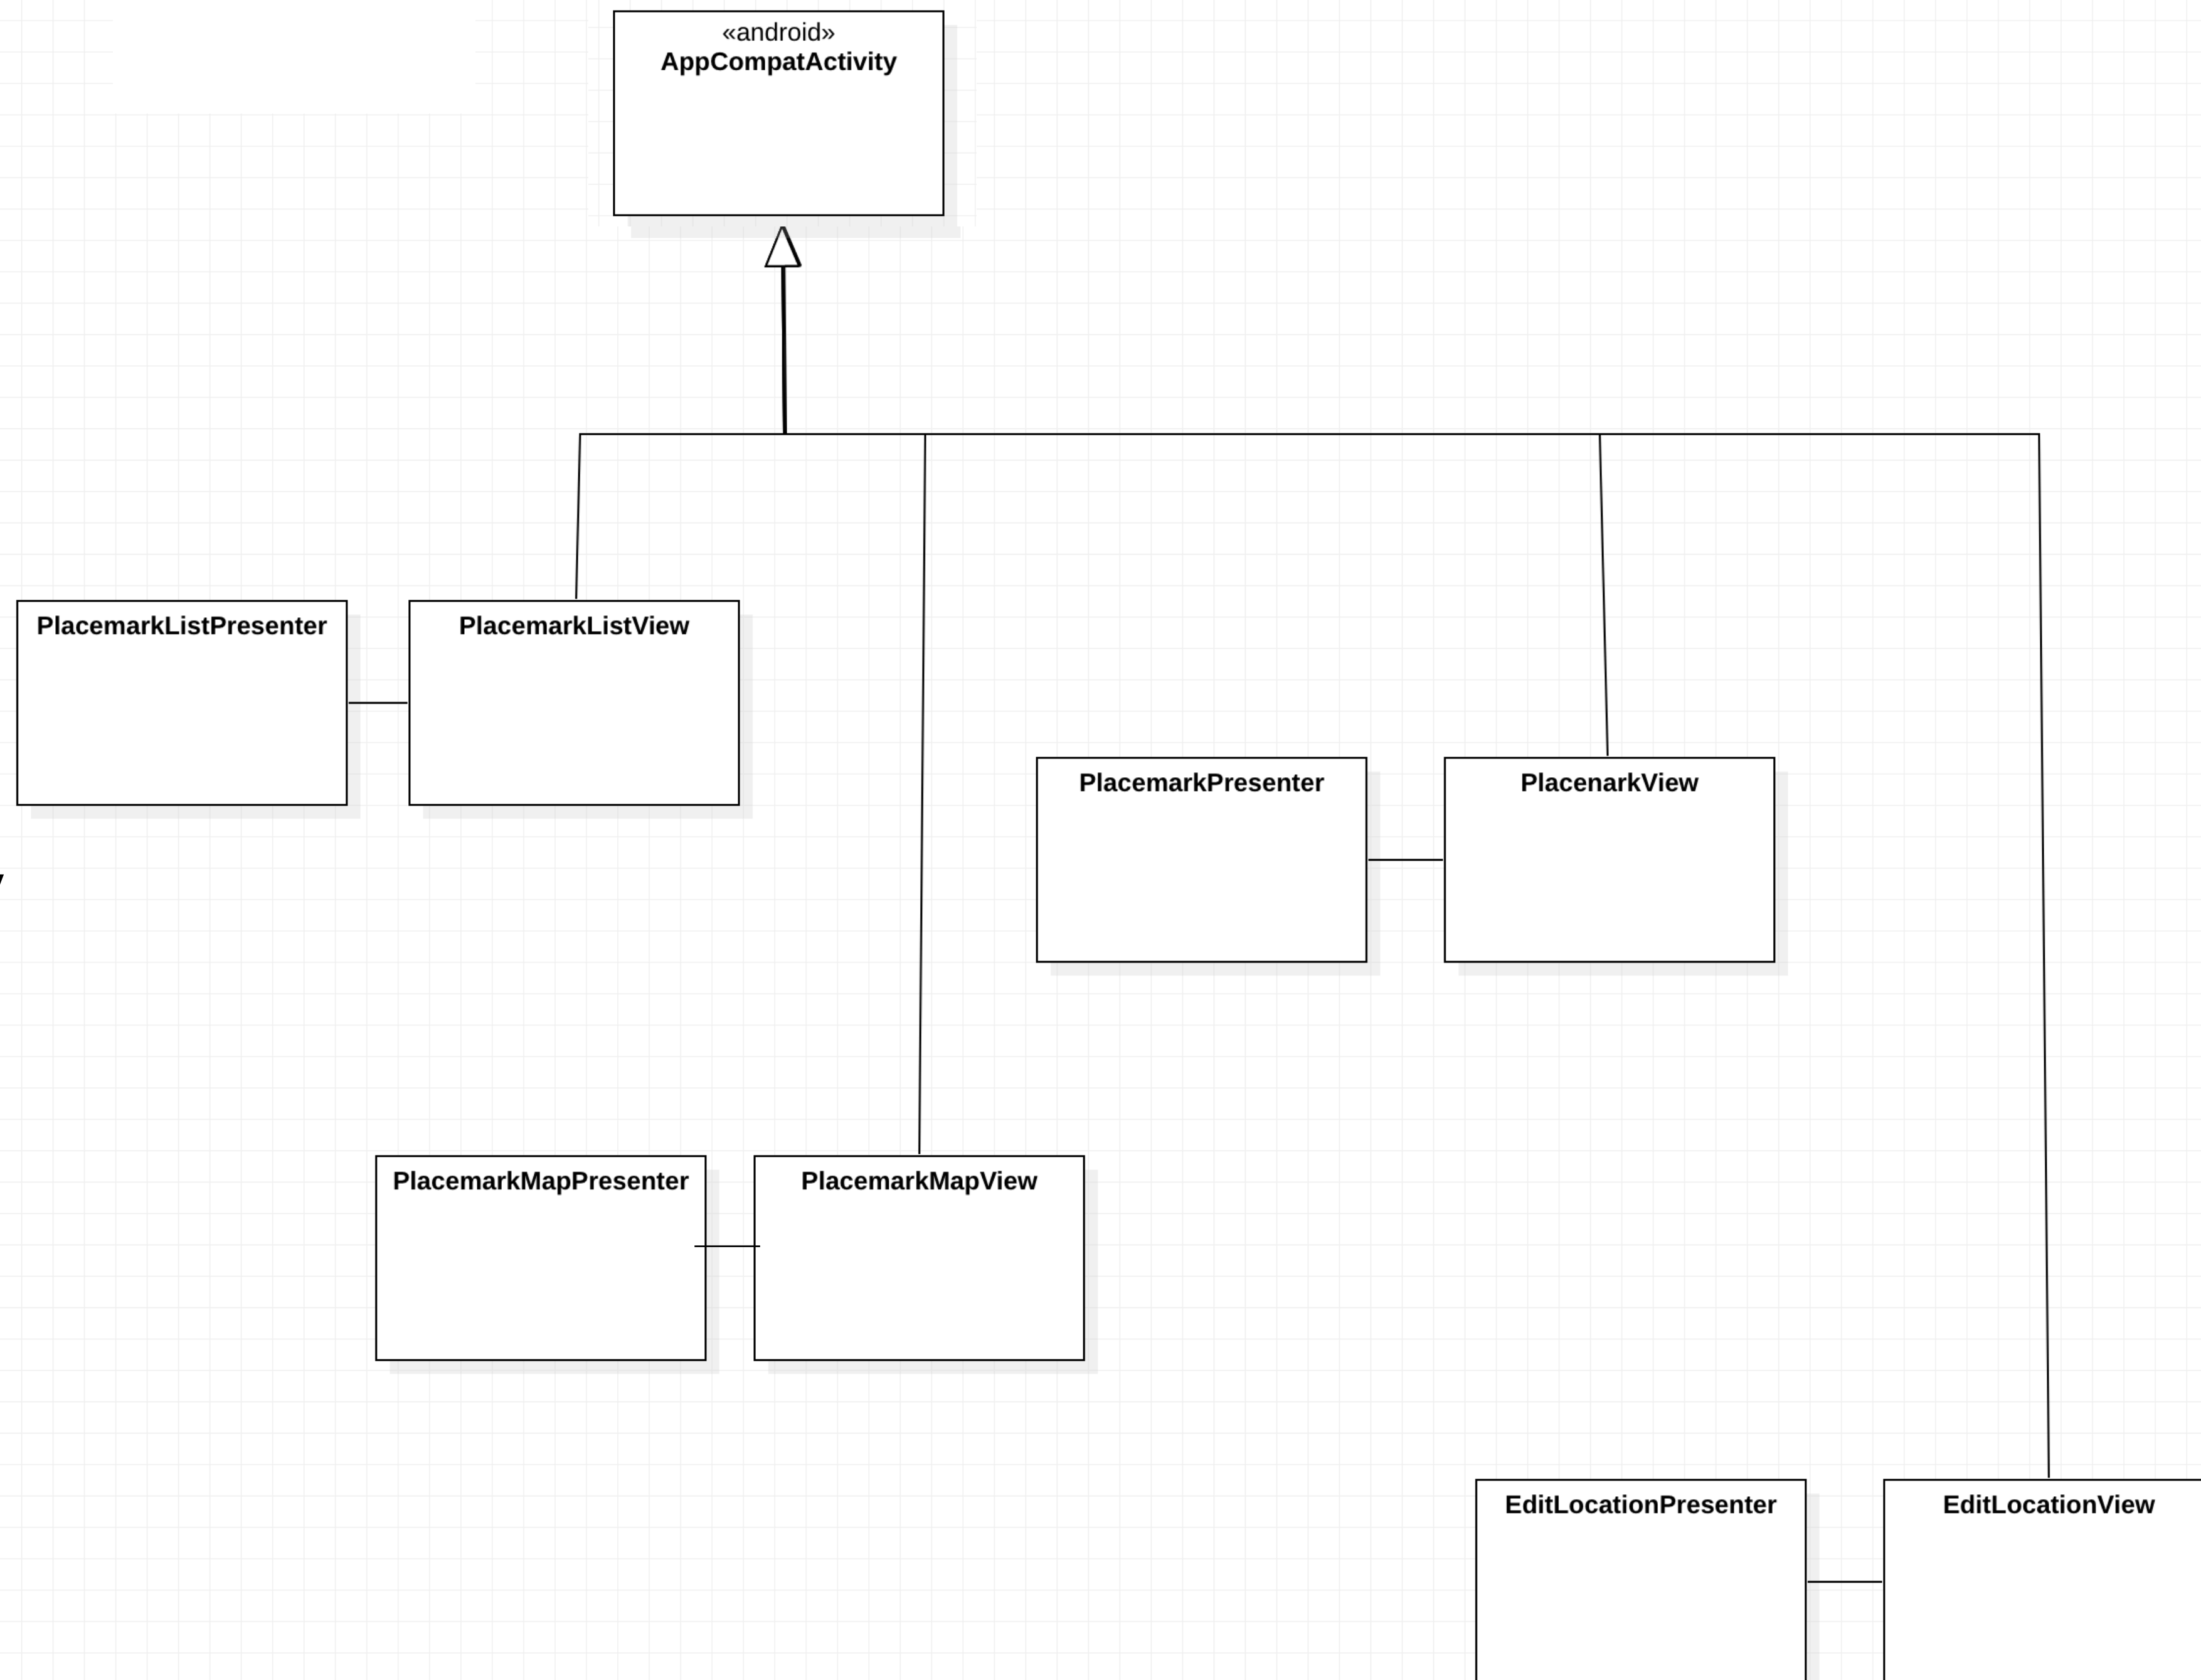 «android»
AppCompatActivity
PlacemarkListPresenter
PlacemarkListView
PlacemarkPresenter
PlacenarkView
PlacemarkMapPresenter
PlacemarkMapView
EditLocationPresenter
EditLocationView